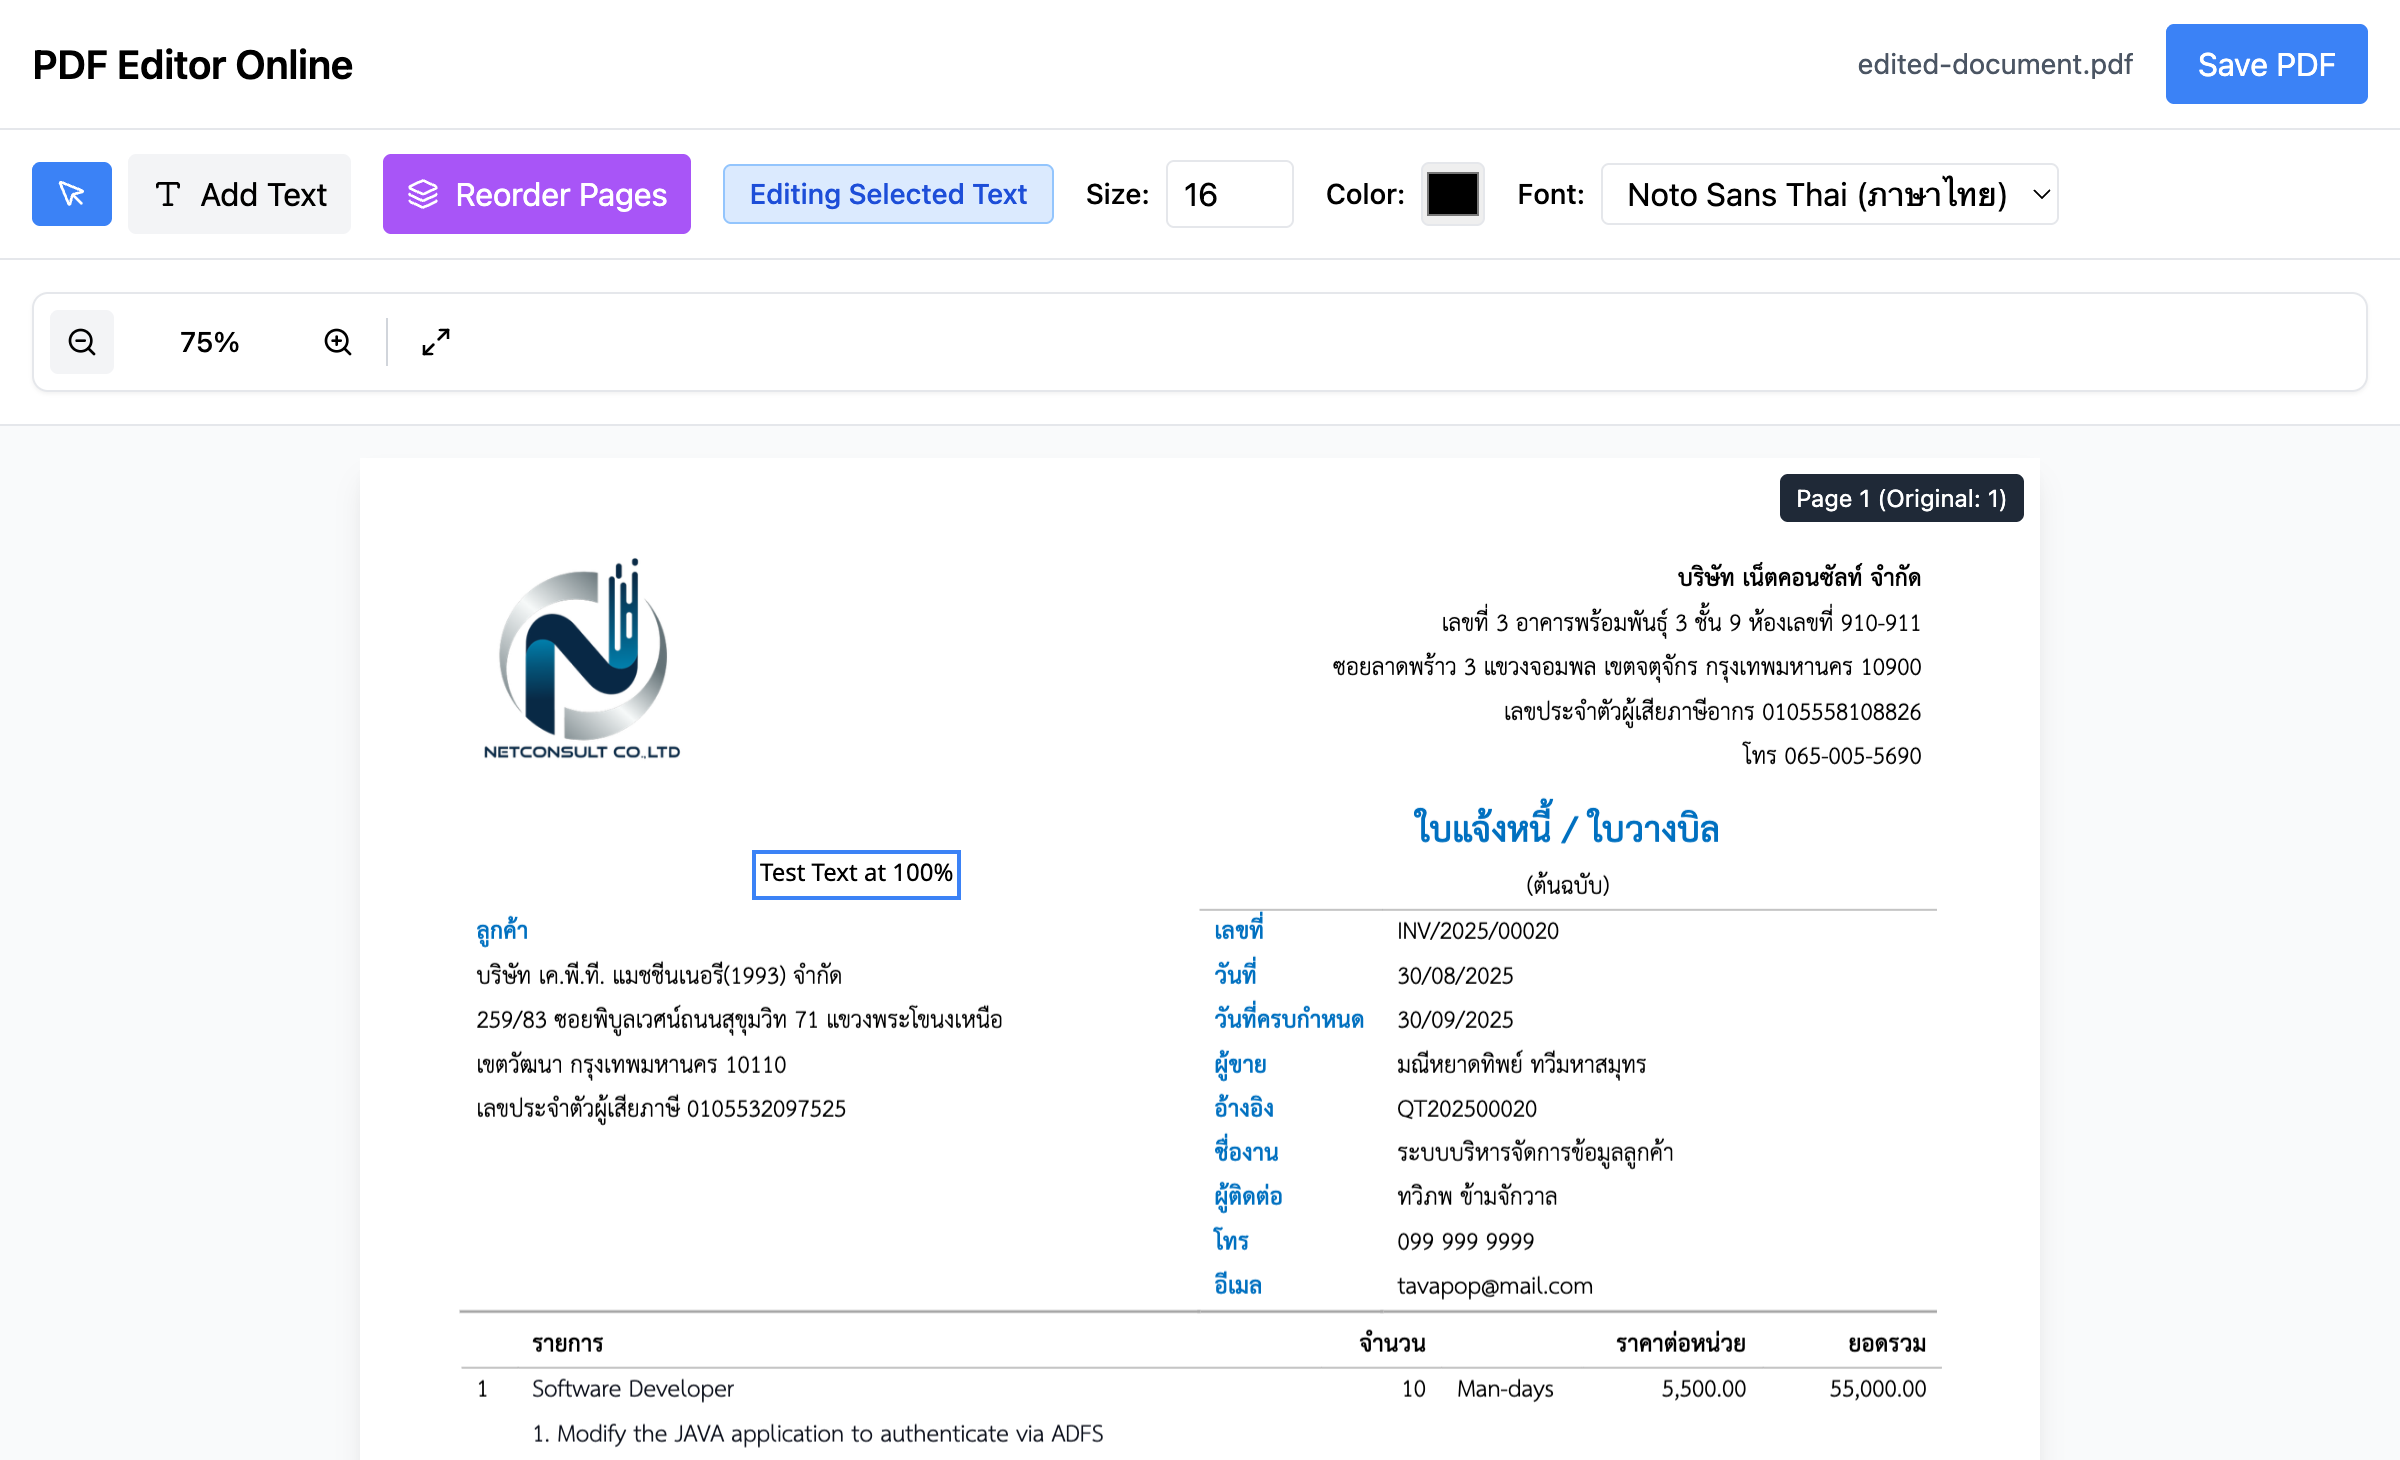 PDF Editor Online
edited-document.pdf
Save PDF
Add Text
Reorder Pages
Editing Selected Text
Size: 16
Color:
Font: Noto Sans Thai (ภาษาไทย)
75%
Page 1 (Original: 1)
NETCONSULT CO.,LTD
บริษัท เน็ตคอนซัลท์ จำกัด
เลขที่ 3 อาคารพร้อมพันธุ์ 3 ชั้น 9 ห้องเลขที่ 910-911
ซอยลาดพร้าว 3 แขวงจอมพล เขตจตุจักร กรุงเทพมหานคร 10900
เลขประจำตัวผู้เสียภาษีอากร 0105558108826
โทร 065-005-5690
ใบแจ้งหนี้ / ใบวางบิล
(ต้นฉบับ)
Test Text at 100%
ลูกค้า
บริษัท เค.พี.ที. แมชชีนเนอรี(1993) จำกัด
259/83 ซอยพิบูลเวศน์ถนนสุขุมวิท 71 แขวงพระโขนงเหนือ
เขตวัฒนา กรุงเทพมหานคร 10110
เลขประจำตัวผู้เสียภาษี 0105532097525
เลขที่ INV/2025/00020
วันที่ 30/08/2025
วันที่ครบกำหนด 30/09/2025
ผู้ขาย มณีหยาดทิพย์ ทวีมหาสมุทร
อ้างอิง QT202500020
ชื่องาน ระบบบริหารจัดการข้อมูลลูกค้า
ผู้ติดต่อ ทวิภพ ข้ามจักวาล
โทร 099 999 9999
อีเมล tavapop@mail.com
รายการ จำนวน ราคาต่อหน่วย ยอดรวม
1 Software Developer 10 Man-days 5,500.00 55,000.00
1. Modify the JAVA application to authenticate via ADFS